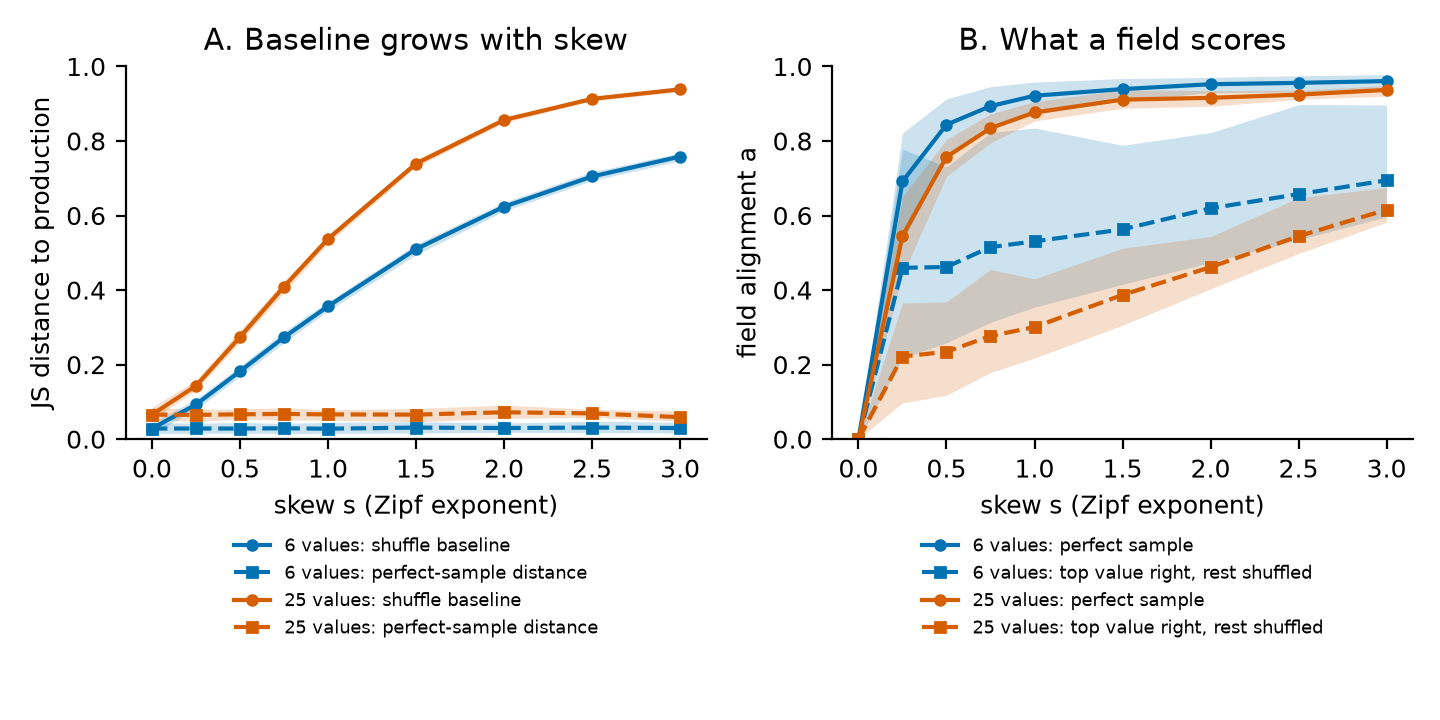 A. Baseline grows with skew
JS distance to production
1.0
0.8
0.6
0.4
0.2
0.0
0.0 0.5 1.0 1.5 2.0 2.5 3.0
skew s (Zipf exponent)
6 values: shuffle baseline
6 values: perfect-sample distance
25 values: shuffle baseline
25 values: perfect-sample distance
B. What a field scores
field alignment a
1.0
0.8
0.6
0.4
0.2
0.0
0.0 0.5 1.0 1.5 2.0 2.5 3.0
skew s (Zipf exponent)
6 values: perfect sample
6 values: top value right, rest shuffled
25 values: perfect sample
25 values: top value right, rest shuffled